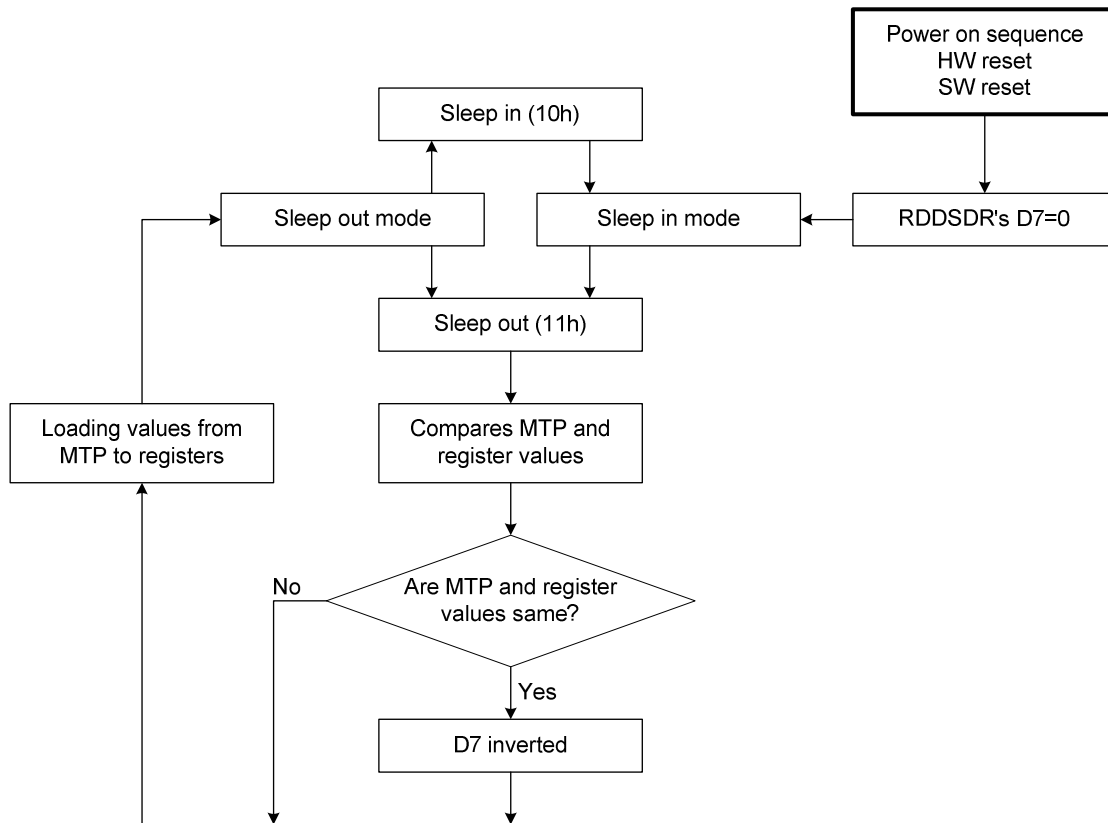 Power on sequence
HW reset
SW reset
Sleep in (10h)
Sleep out mode
Sleep in mode
RDDSDR's D7=0
Sleep out (11h)
Loading values from
MTP to registers
Compares MTP and
register values
No
Are MTP and register
values same?
Yes
D7 inverted